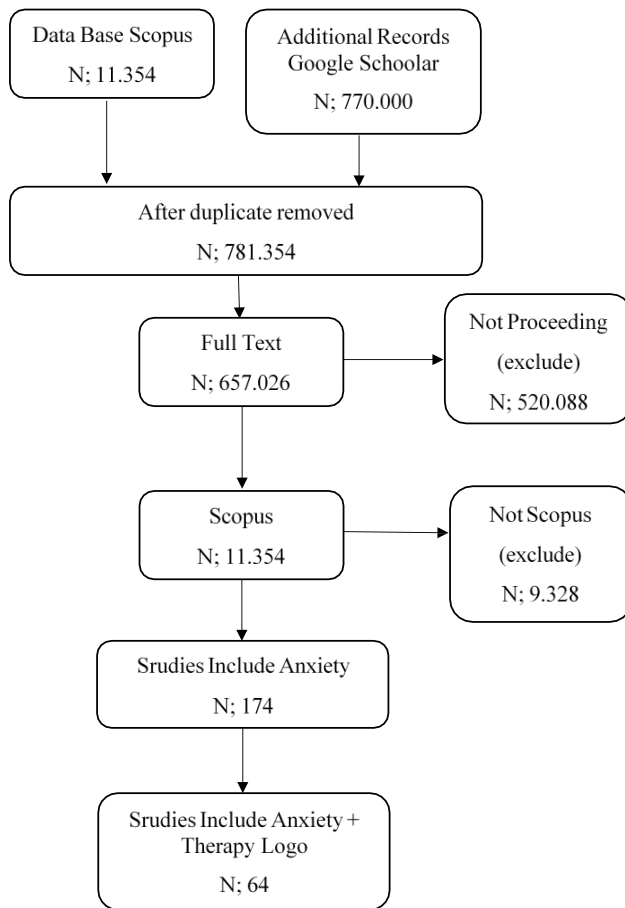 Data Base Scopus
N; 11.354
Additional Records
Google Schoolar
N; 770.000
After duplicate removed
N; 781.354
Full Text
N; 657.026
Not Proceeding
(exclude)
N; 520.088
Scopus
N; 11.354
Not Scopus
(exclude)
N; 9.328
Srudies Include Anxiety
N; 174
Srudies Include Anxiety +
Therapy Logo
N; 64